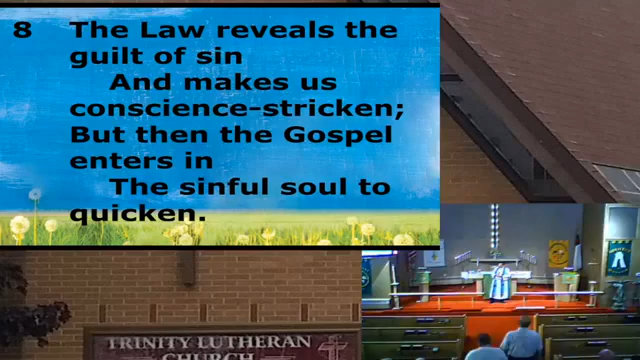 8 The Law reveals the
guilt of sin
And makes us
conscience-stricken;
But then the Gospel
enters in
The sinful soul to
quicken.
TRINITY LUTHERAN
CHURCH